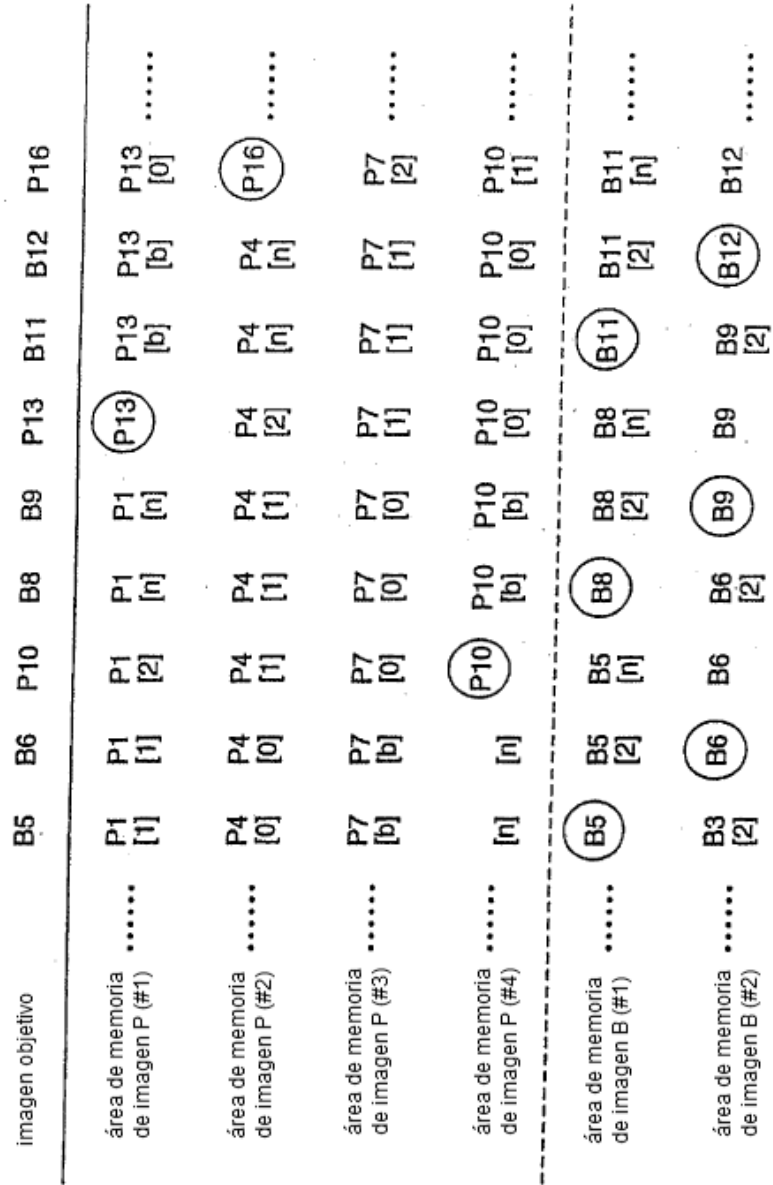 imagen objetivo B5 B6 P10 B8 B9 P13 B11 B12 P16
área de memoria ...... P1 P1 P1 P1 P1 P13 P13 P13 P13 ......
de imagen P (#1) [1] [1] [2] [n] [n] [b] [b] [0]
área de memoria ...... P4 P4 P4 P4 P4 P4 P4 P4 P16 ......
de imagen P (#2) [0] [0] [1] [1] [1] [2] [n] [n]
área de memoria ...... P7 P7 P7 P7 P7 P7 P7 P7 P7 ......
de imagen P (#3) [b] [b] [0] [0] [0] [1] [1] [1] [2]
área de memoria ...... P10 P10 P10 P10 P10 P10 P10 ......
de imagen P (#4) [n] [n] [b] [b] [0] [0] [0] [1]
área de memoria ...... B5 B5 B5 B8 B8 B8 B11 B11 B11 ......
de imagen B (#1) [2] [n] [2] [n] [2] [n]
área de memoria ...... B3 B6 B6 B6 B9 B9 B9 B12 B12 ......
de imagen B (#2) [2] [2] [2]